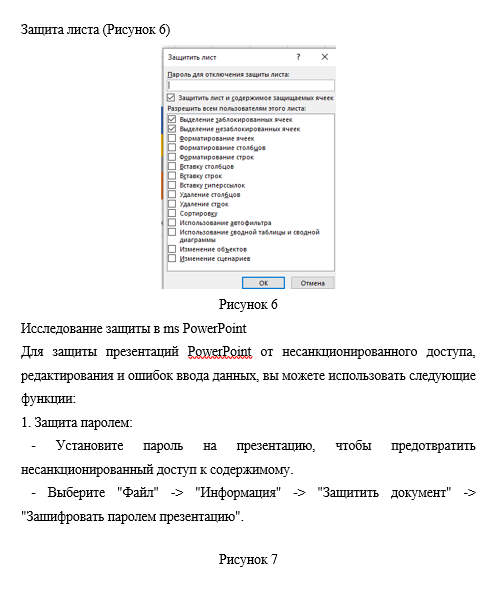 Защита листа (Рисунок 6)
Защитить лист ? ×
Пароль для отключения защиты листа:
Защитить лист и содержимое защищаемых ячеек
Разрешить всем пользователям этого листа:
Выделение заблокированных ячеек
Выделение незаблокированных ячеек
Форматирование ячеек
Форматирование столбцов
Форматирование строк
Вставку столбцов
Вставку строк
Вставку гиперссылок
Удаление столбцов
Удаление строк
Сортировку
Использование автофильтра
Использование сводной таблицы и сводной
диаграммы
Изменение объектов
Изменение сценариев
ОК Отмена
Рисунок 6
Исследование защиты в ms PowerPoint
Для защиты презентаций PowerPoint от несанкционированного доступа,
редактирования и ошибок ввода данных, вы можете использовать следующие
функции:
1. Защита паролем:
- Установите пароль на презентацию, чтобы предотвратить
несанкционированный доступ к содержимому.
- Выберите "Файл" -> "Информация" -> "Защитить документ" ->
"Зашифровать паролем презентацию".
Рисунок 7